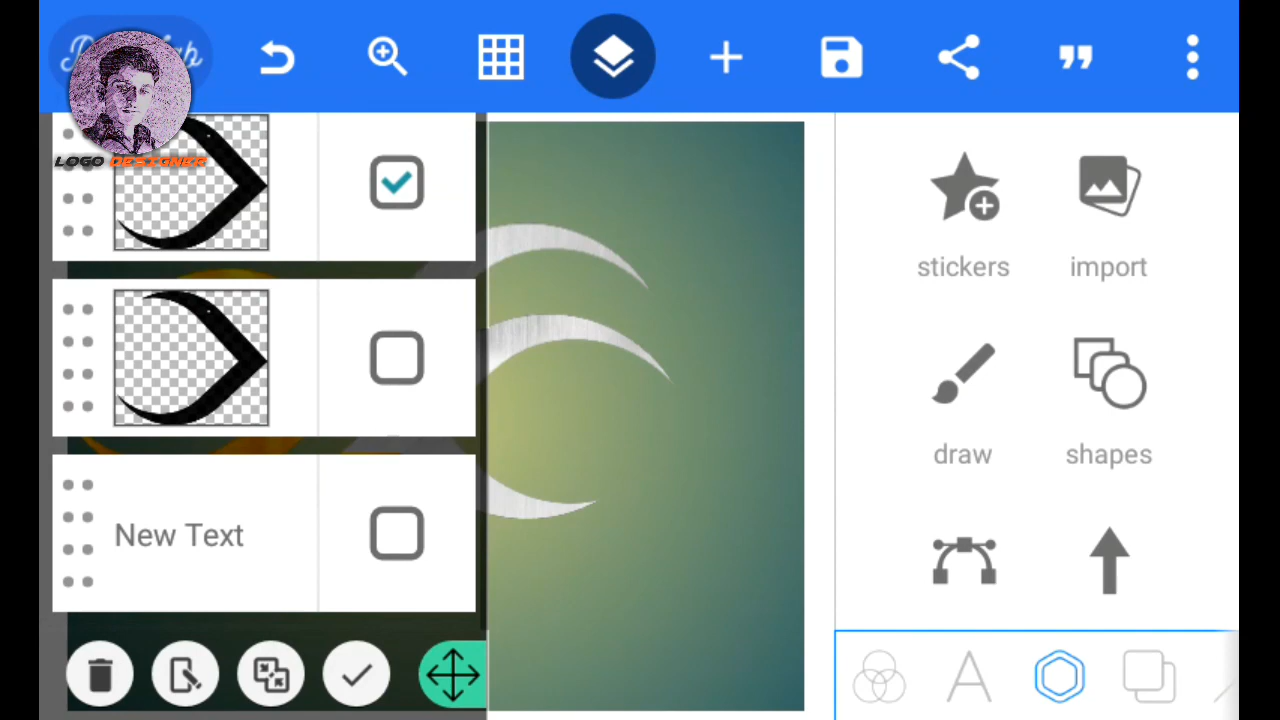 LOGO DESIGNER
stickers
import
draw
shapes
New Text